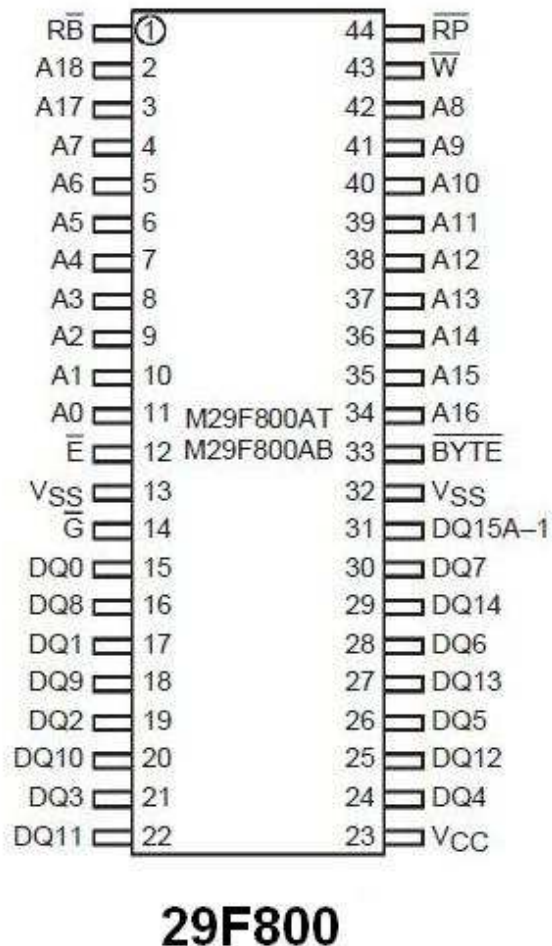 RB̅ 1 44 R̅P̅
A18 2 43 W̅
A17 3 42 A8
A7 4 41 A9
A6 5 40 A10
A5 6 39 A11
A4 7 38 A12
A3 8 37 A13
A2 9 36 A14
A1 10 35 A15
A0 11 M29F800AT 34 A16
E̅ 12 M29F800AB 33 B̅Y̅T̅E̅
VSS 13 32 VSS
G̅ 14 31 DQ15A–1
DQ0 15 30 DQ7
DQ8 16 29 DQ14
DQ1 17 28 DQ6
DQ9 18 27 DQ13
DQ2 19 26 DQ5
DQ10 20 25 DQ12
DQ3 21 24 DQ4
DQ11 22 23 VCC
29F800